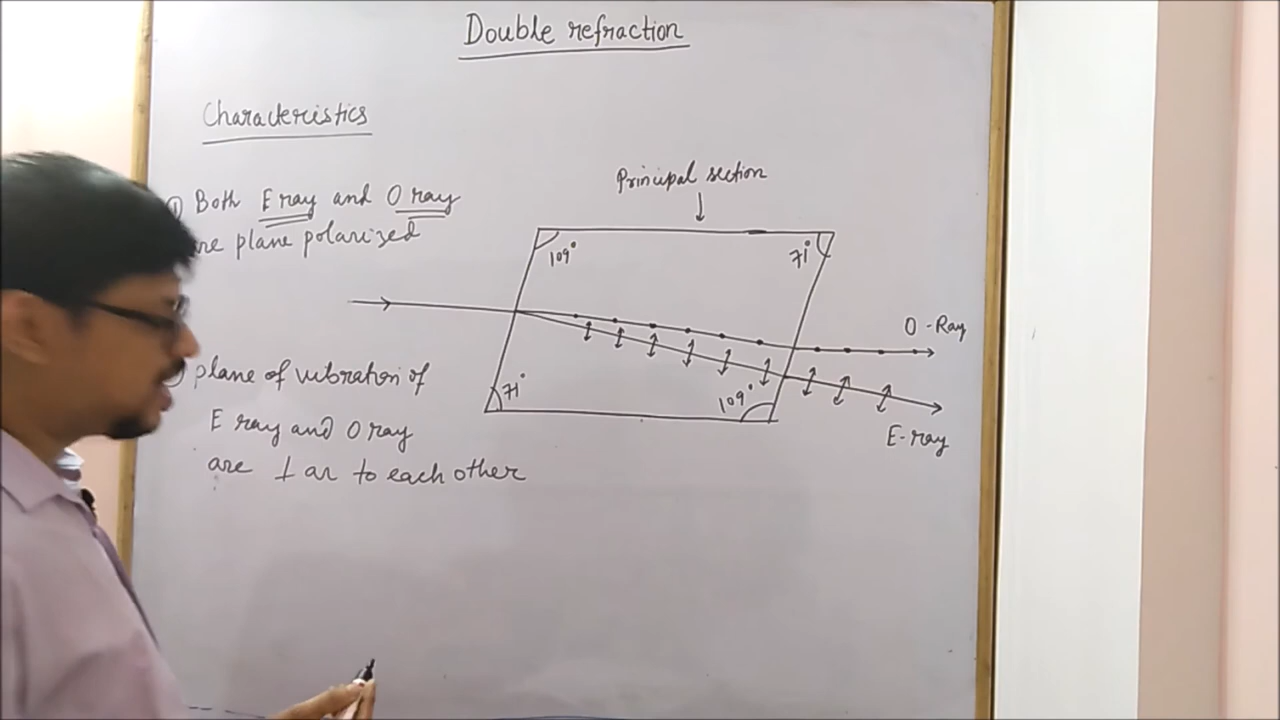 Double refraction
Characteristics
Both E ray and O ray
plane polarized
plane of vibration of
E ray and O ray
are ⊥ ar to each other
Principal section
109°
71°
71°
109°
O - Ray
E-ray